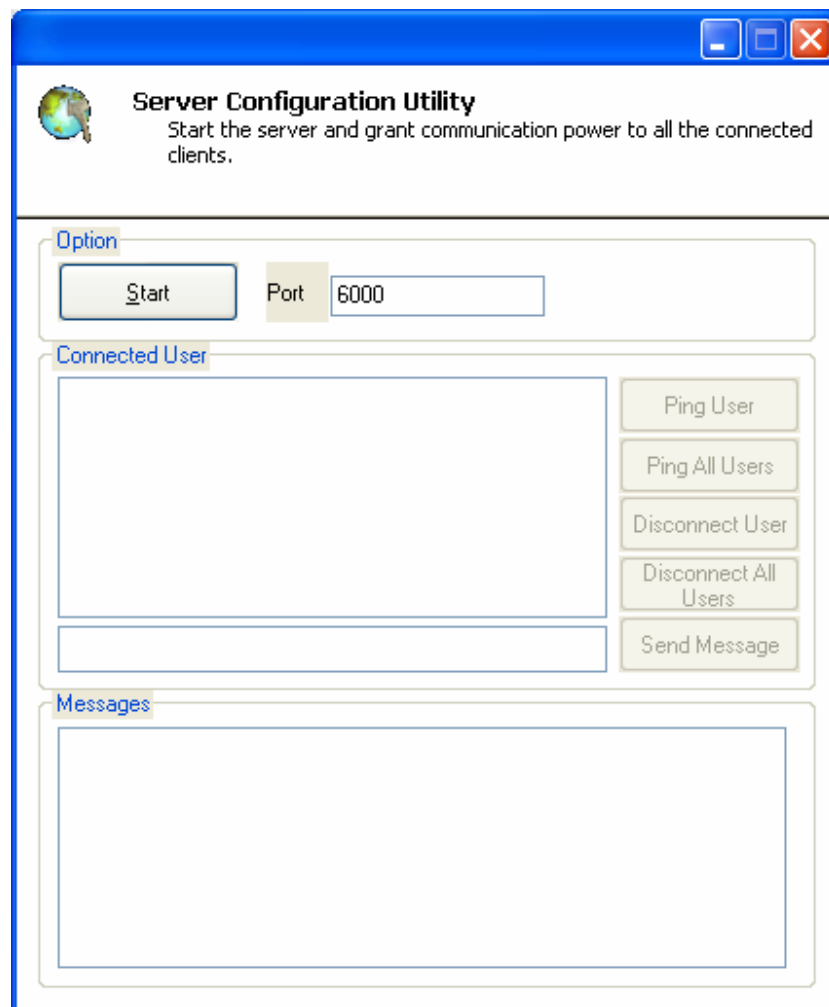 Server Configuration Utility
Start the server and grant communication power to all the connected
clients.
Option
Start Port 6000
Connected User
Ping User
Ping All Users
Disconnect User
Disconnect All
Users
Send Message
Messages